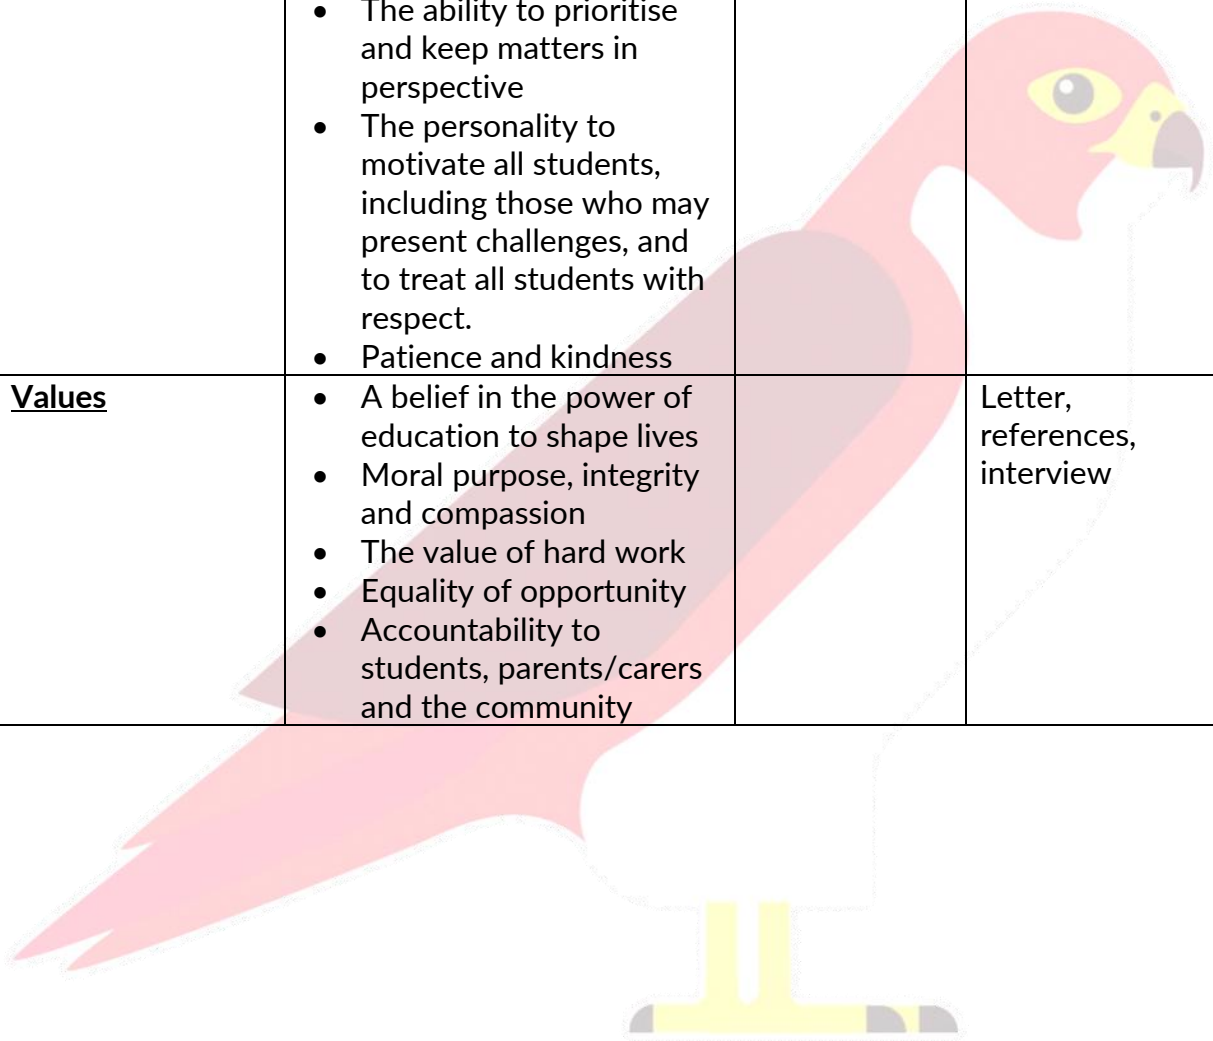 • The ability to prioritise
and keep matters in
perspective
• The personality to
motivate all students,
including those who may
present challenges, and
to treat all students with
respect.
• Patience and kindness
Values
• A belief in the power of
education to shape lives
• Moral purpose, integrity
and compassion
• The value of hard work
• Equality of opportunity
• Accountability to
students, parents/carers
and the community
Letter,
references,
interview